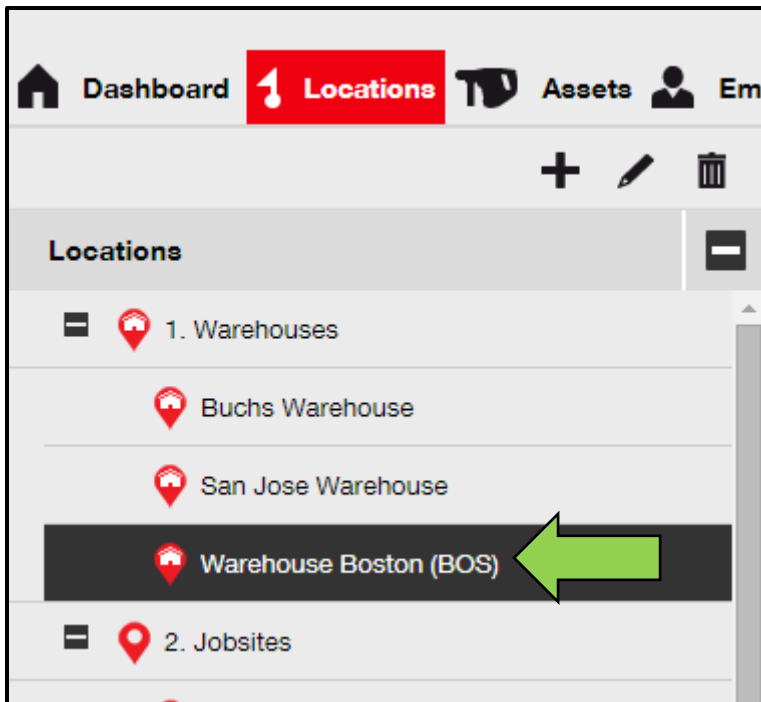 Dashboard Locations Assets Em
Locations
1. Warehouses
Buchs Warehouse
San Jose Warehouse
Warehouse Boston (BOS)
2. Jobsites